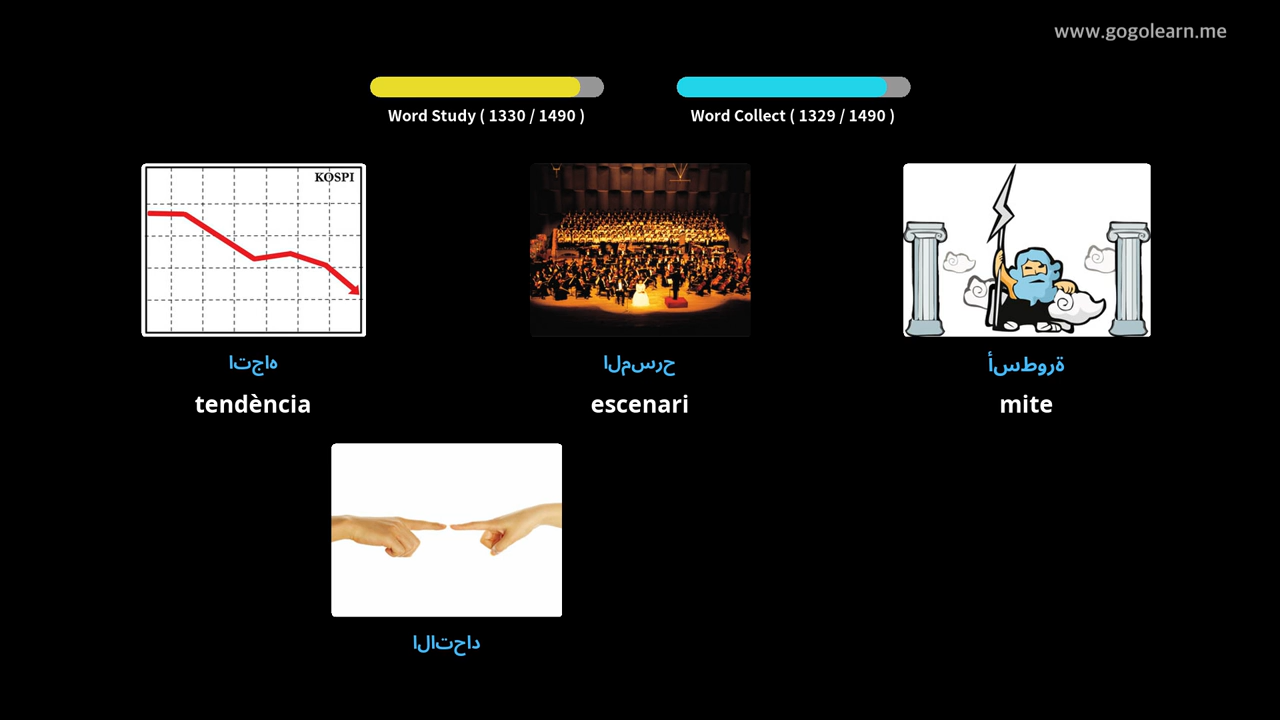 www.gogolearn.me
Word Study ( 1330 / 1490 )
Word Collect ( 1329 / 1490 )
KOSPI
اتجاه
المسرح
أسطورة
tendència
escenari
mite
الاتحاد